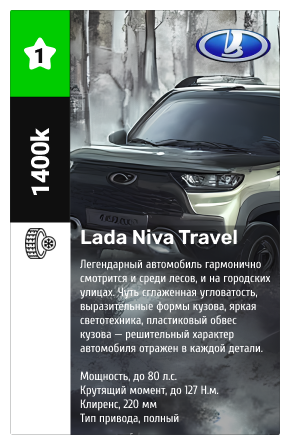 1
1400k
Lada Niva Travel
Легендарный автомобиль гармонично
смотрится и среди лесов, и на городских
улицах. Чуть сглаженная угловатость,
выразительные формы кузова, яркая
светотехника, пластиковый обвес
кузова — решительный характер
автомобиля отражен в каждой детали.
Мощность, до 80 л.с.
Крутящий момент, до 127 Н.м.
Клиренс, 220 мм
Тип привода, полный